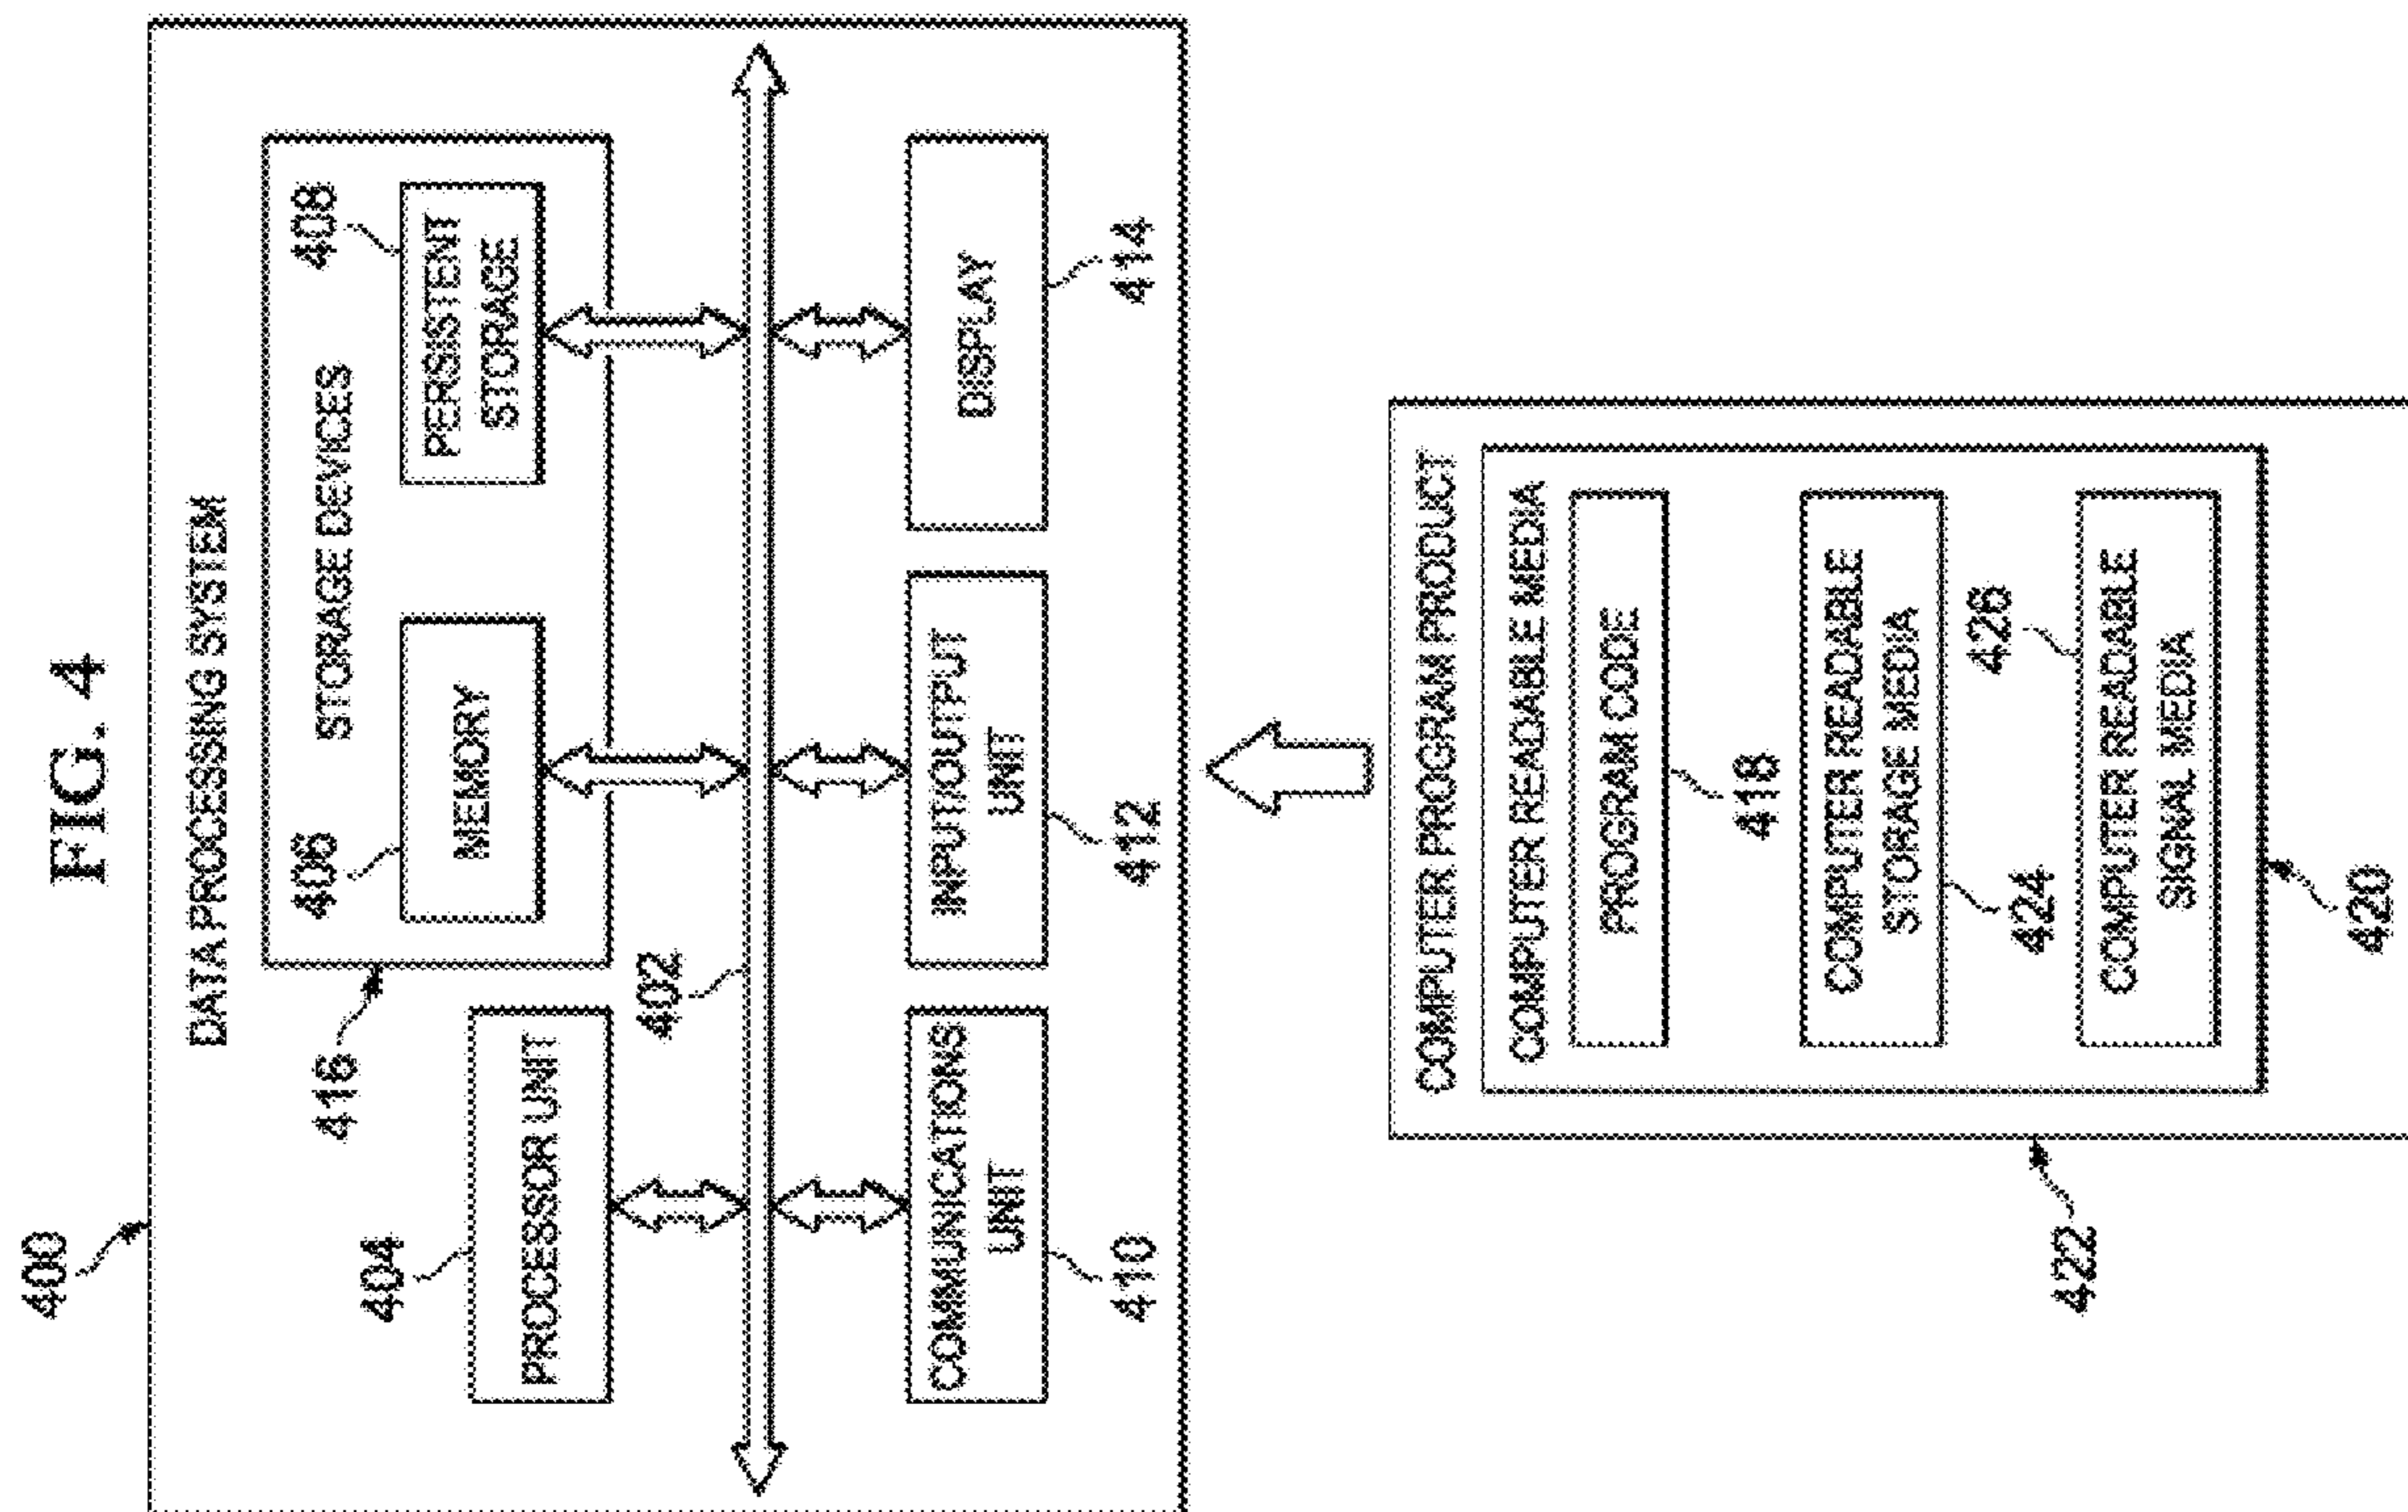 FIG. 4
400
DATA PROCESSING SYSTEM
416
STORAGE DEVICES
404
406
408
PROCESSOR UNIT
MEMORY
PERSISTENT
STORAGE
402
COMMUNICATIONS
UNIT
INPUT/OUTPUT
UNIT
DISPLAY
410
412
414
COMPUTER PROGRAM PRODUCT
COMPUTER READABLE MEDIA
PROGRAM CODE
418
COMPUTER READABLE
STORAGE MEDIA
424
426
COMPUTER READABLE
SIGNAL MEDIA
422
420